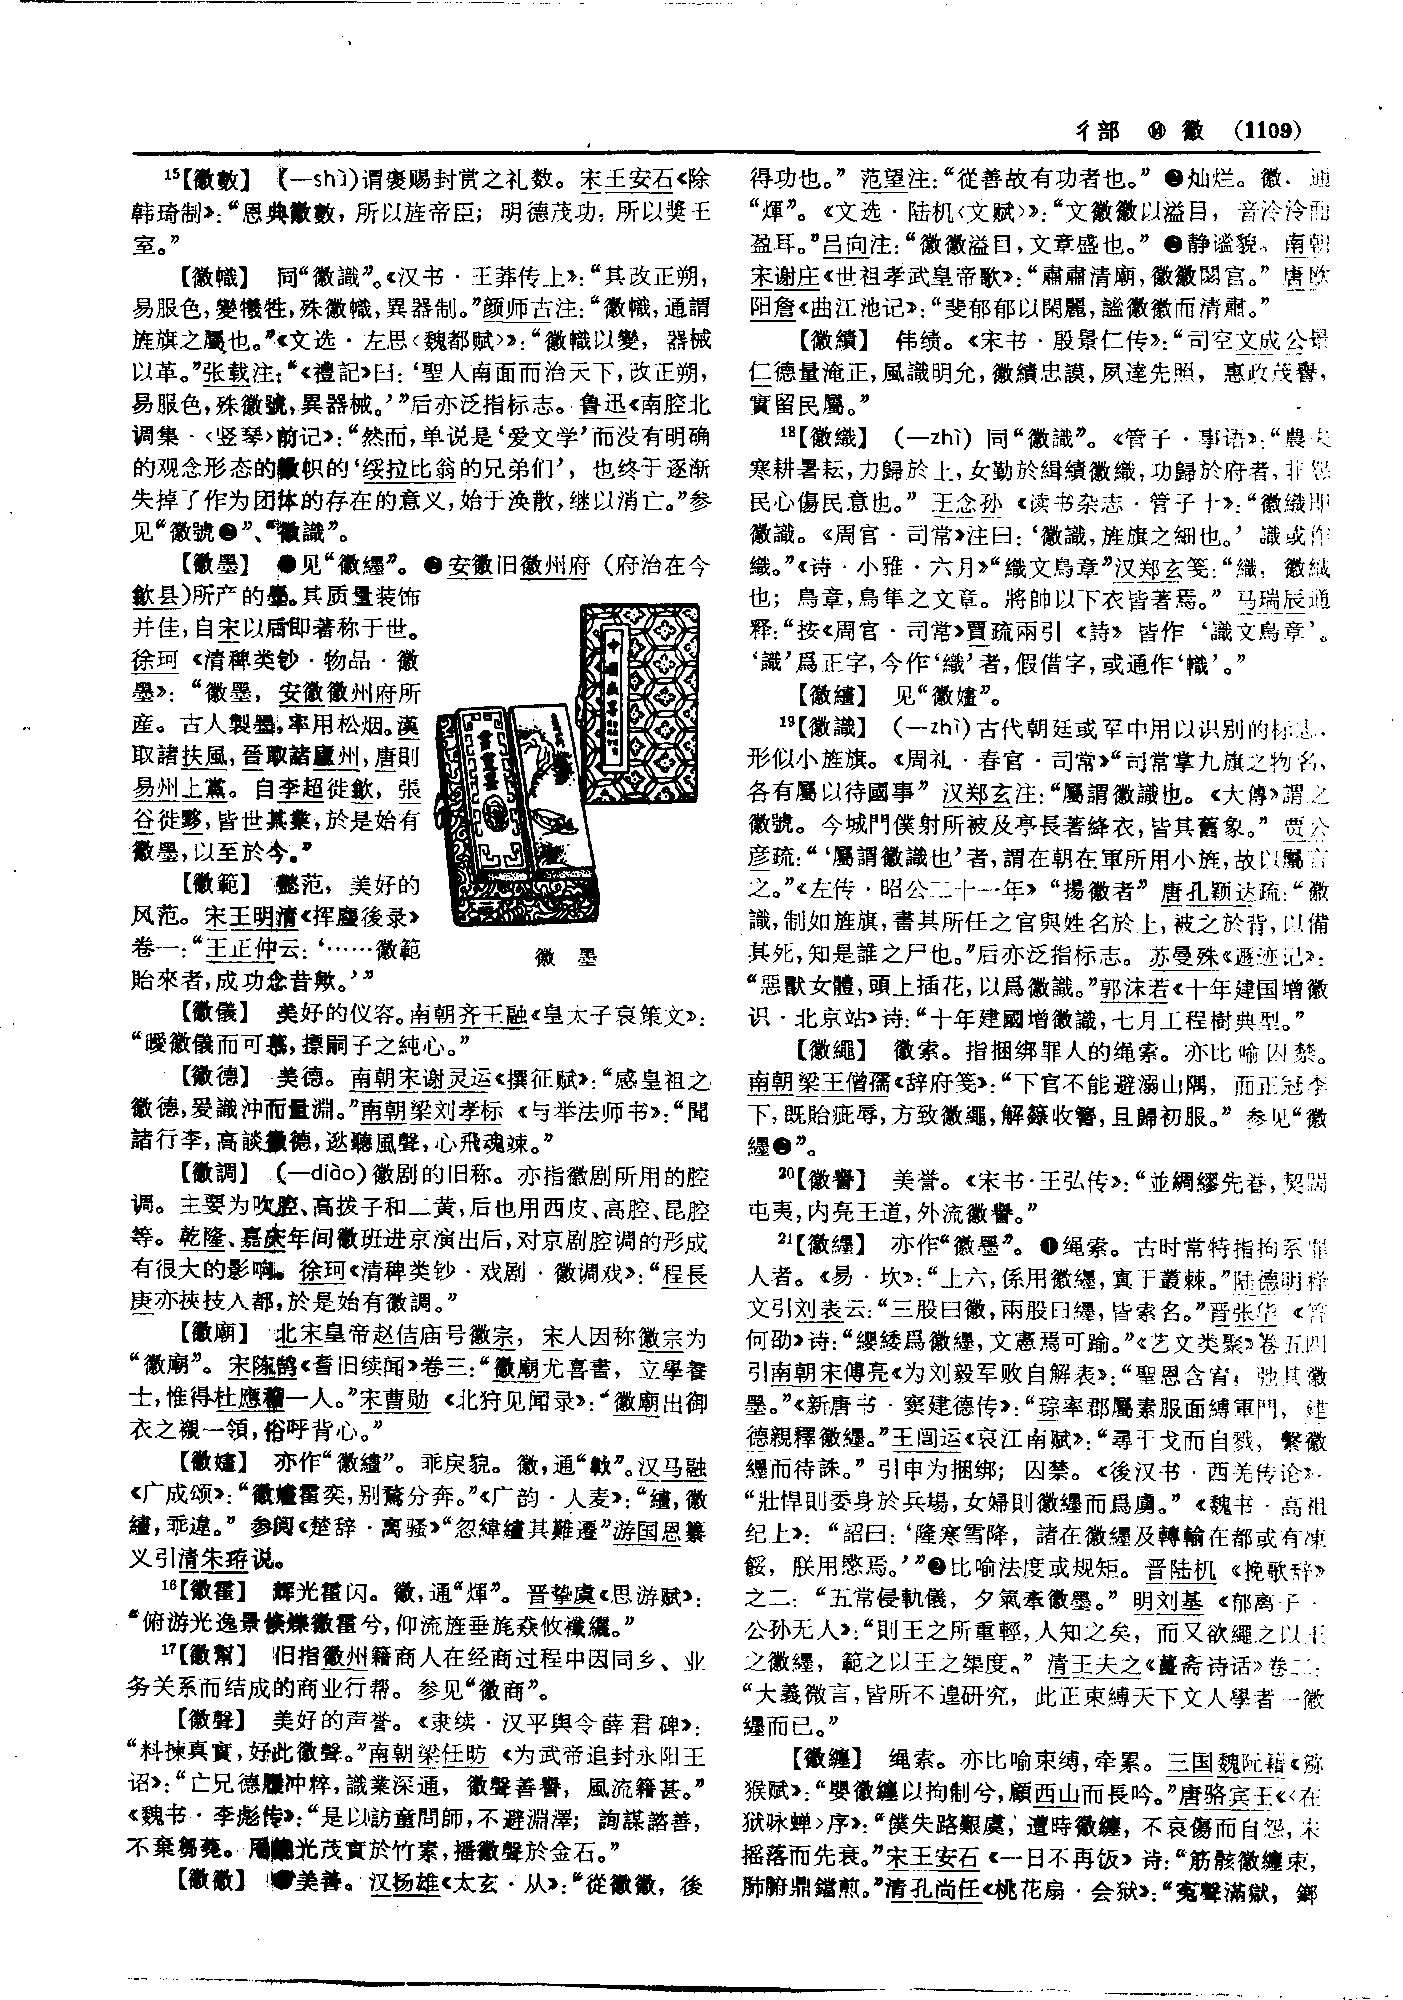 彳部 ⑭ 徽 (1109)
15【徽數】 (—shù)谓褒赐封赏之礼数。宋王安石《除
韩琦制》：“恩典徽數，所以旌帝臣；明德茂功，所以獎王
室。”
【徽幟】 同“徽識”。《汉书·王莽传上》：“其改正朔，
易服色，變犧牲，殊徽幟，異器制。”颜师古注：“徽幟，通謂
旌旗之屬也。”《文选·左思〈魏都赋〉》：“徽幟以變，器械
以革。”张载注：“《禮記》曰：‘聖人南面而治天下，改正朔，
易服色，殊徽號，異器械。’”后亦泛指标志。鲁迅《南腔北
调集·〈竖琴〉前记》：“然而，单说是‘爱文学’而没有明确
的观念形态的徽帜的‘绥拉比翁的兄弟们’，也终于逐渐
失掉了作为团体的存在的意义，始于涣散，继以消亡。”参
见“徽號❷”、“徽識”。
【徽墨】 ❶见“徽纆”。❷安徽旧徽州府（府治在今
歙县)所产的墨。其质量装饰
并佳，自宋以后即著称于世。
徐珂《清稗类钞·物品·徽
墨》：“徽墨，安徽徽州府所
産。古人製墨，率用松烟。漢
取諸扶風，晉取諸廬州，唐則
易州上黨。自李超徙歙，張
谷徙黟，皆世其業，於是始有
徽墨，以至於今。”
【徽範】 懿范，美好的
风范。宋王明清《挥麈後录》
卷一：“王正仲云：‘……徽範
貽來者，成功念昔歟。’”
徽 墨
【徽儀】 美好的仪容。南朝齐王融《皇太子哀策文》：
“曖徽儀而可慕，摽嗣子之純心。”
【徽德】 美德。南朝宋谢灵运《撰征赋》：“感皇祖之
徽德，爰識沖而量淵。”南朝梁刘孝标《与举法师书》：“聞
諸行李，高談徽德，逖聽風聲，心飛魂竦。”
【徽調】 (—diào)徽剧的旧称。亦指徽剧所用的腔
调。主要为吹腔、高拨子和二黄，后也用西皮、高腔、昆腔
等。乾隆、嘉庆年间徽班进京演出后，对京剧腔调的形成
有很大的影响。徐珂《清稗类钞·戏剧·徽调戏》：“程長
庚亦挾技入都，於是始有徽調。”
【徽廟】 北宋皇帝赵佶庙号徽宗，宋人因称徽宗为
“徽廟”。宋陈鹄《耆旧续闻》卷三：“徽廟尤喜書，立學養
士，惟得杜應稽一人。”宋曹勋《北狩见闻录》：“徽廟出御
衣之襯一領，俗呼背心。”
【徽嫿】 亦作“徽繣”。乖戾貌。徽，通“㩎”。汉马融
《广成颂》：“徽嫿霍奕，别騖分奔。”《广韵·人麦》：“繣，徽
繣，乖違。”参阅《楚辞·离骚》“忽緯繣其難遷”游国恩纂
义引清朱珔说。
16【徽霍】 辉光霍闪。徽，通“煇”。晋挚虞《思游赋》：
“俯游光逸景倏爍徽霍兮，仰流旌垂旄猋攸襳纚。”
17【徽幫】 旧指徽州籍商人在经商过程中因同乡、业
务关系而结成的商业行帮。参见“徽商”。
【徽聲】 美好的声誉。《隶续·汉平舆令薛君碑》：
“料揀真實，好此徽聲。”南朝梁任昉《为武帝追封永阳王
诏》：“亡兄德履冲粹，識業深通，徽聲善譽，風流籍甚。”
《魏书·李彪传》：“是以訪童問師，不避淵澤；詢謀諮善，
不棄芻蕘。用能光茂實於竹素，播徽聲於金石。”
【徽徽】 ❶美善。汉扬雄《太玄·从》：“從徽徽，後
得功也。”范望注：“從善故有功者也。”❷灿烂。徽，通
“煇”。《文选·陆机〈文赋〉》：“文徽徽以溢目，音泠泠而
盈耳。”吕向注：“徽徽溢目，文章盛也。”❸静谧貌。南朝
宋谢庄《世祖孝武皇帝歌》：“肅肅清廟，徽徽閟宫。”唐欧
阳詹《曲江池记》：“斐郁郁以閑麗，謐徽徽而清肅。”
【徽績】 伟绩。《宋书·殷景仁传》：“司空文成公景
仁德量淹正，風識明允，徽績忠謨，夙達先照，惠政茂譽，
實留民屬。”
18【徽織】 (—zhì) 同“徽識”。《管子·事语》：“農夫
寒耕暑耘，力歸於上，女勤於緝績徽織，功歸於府者，非怨
民心傷民意也。”王念孙《读书杂志·管子十》：“徽織即
徽識。《周官·司常》注曰：‘徽識，旌旗之細也。’識或作
織。”《诗·小雅·六月》“織文鳥章”汉郑玄笺：“織，徽織
也；鳥章，鳥隼之文章。將帥以下衣皆著焉。”马瑞辰通
释：“按《周官·司常》賈疏兩引《詩》皆作‘識文鳥章’。
‘識’爲正字，今作‘織’者，假借字，或通作‘幟’。”
【徽繣】 见“徽嫿”。
19【徽識】 (—zhì)古代朝廷或军中用以识别的标志，
形似小旌旗。《周礼·春官·司常》“司常掌九旗之物名，
各有屬以待國事”汉郑玄注：“屬謂徽識也。《大傳》謂之
徽號。今城門僕射所被及亭長著絳衣，皆其舊象。”贾公
彦疏：“‘屬謂徽識也’者，謂在朝在軍所用小旌，故以屬言
之。”《左传·昭公二十一年》“揚徽者”唐孔颖达疏：“徽
識，制如旌旗，書其所任之官與姓名於上，被之於背，以備
其死，知是誰之尸也。”后亦泛指标志。苏曼殊《遯迹记》：
“惡獸女體，頭上插花，以爲徽識。”郭沫若《十年建国增徽
识·北京站》诗：“十年建國增徽識，七月工程樹典型。”
【徽繩】 徽索。指捆绑罪人的绳索。亦比喻囚禁。
南朝梁王僧孺《辞府笺》：“下官不能避溺山隅，而正冠李
下，既貽疵辱，方致徽繩，解籙收簪，且歸初服。”参见“徽
纆❷”。
20【徽譽】 美誉。《宋书·王弘传》：“並綢繆先眷，契闊
屯夷，内亮王道，外流徽譽。”
21【徽纆】 亦作“徽墨”。❶绳索。古时常特指拘系罪
人者。《易·坎》：“上六，係用徽纆，寘于叢棘。”陆德明释
文引刘表云：“三股曰徽，兩股曰纆，皆索名。”晋张华《答
何劭》诗：“纓緌爲徽纆，文憲焉可踰。”《艺文类聚》卷五四
引南朝宋傅亮《为刘毅军败自解表》：“聖恩含宥，弛其徽
墨。”《新唐书·窦建德传》：“琮率郡屬素服面縛軍門，建
德親釋徽纆。”王闿运《哀江南赋》：“尋干戈而自戮，繫徽
纆而待誅。”引申为捆绑；囚禁。《後汉书·西羌传论》：
“壯悍則委身於兵場，女婦則徽纆而爲虜。”《魏书·高祖
纪上》：“詔曰：‘隆寒雪降，諸在徽纆及轉輸在都或有凍
餒，朕用愍焉。’”❷比喻法度或规矩。晋陆机《挽歌辞》
之二：“五常侵軌儀，夕氣牽徽墨。”明刘基《郁离子·
公孙无人》：“則王之所重輕，人知之矣，而又欲繩之以王
之徽纆，範之以王之榘度。”清王夫之《薑斋诗话》卷二：
“大義微言，皆所不遑研究，此正束縛天下文人學者一徽
纆而已。”
【徽纏】 绳索。亦比喻束缚，牵累。三国魏阮籍《猕
猴赋》：“嬰徽纏以拘制兮，顧西山而長吟。”唐骆宾王《〈在
狱咏蝉〉序》：“僕失路艱虞，遭時徽纏，不哀傷而自怨，未
摇落而先衰。”宋王安石《一日不再饭》诗：“筋骸徽纏束，
肺腑鼎鐺煎。”清孔尚任《桃花扇·会狱》：“冤聲滿獄，鎯